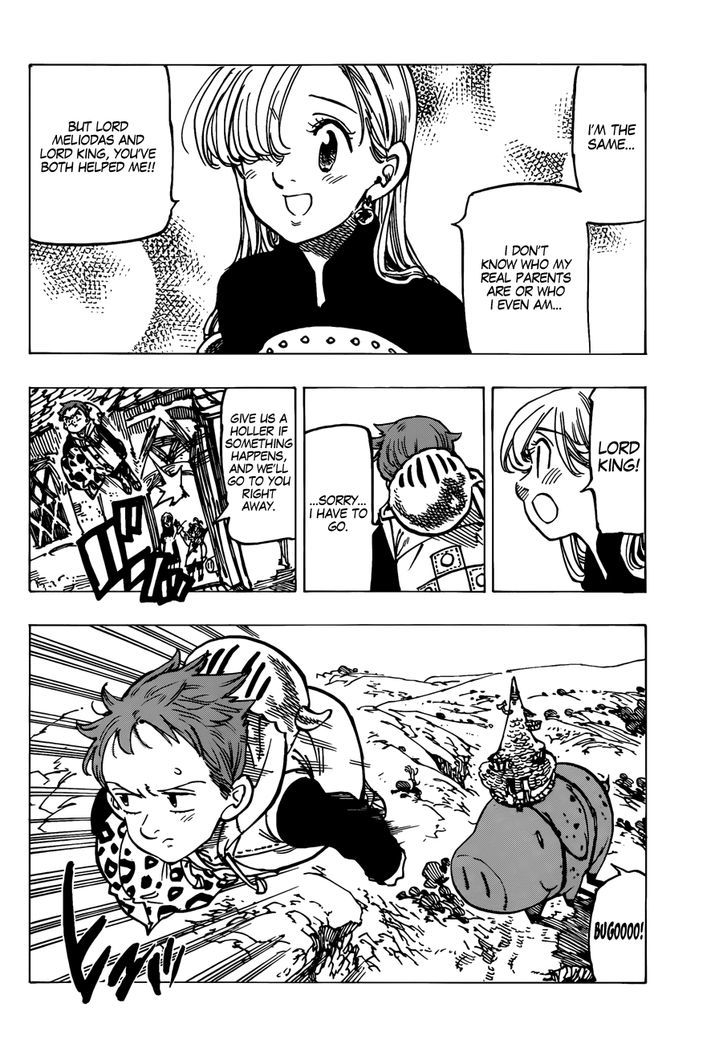 I'M THE
SAME...
I DON'T
KNOW WHO MY
REAL PARENTS
ARE OR WHO
I EVEN AM...
BUT LORD
MELIODAS AND
LORD KING, YOU'VE
BOTH HELPED ME!!
LORD
KING!
...SORRY...
I HAVE TO
GO.
GIVE US A
HOLLER IF
SOMETHING
HAPPENS,
AND WE'LL
GO TO YOU
RIGHT
AWAY.
BUGOOOO!